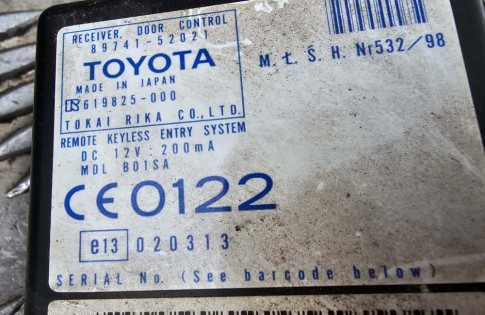 RECEIVER, DOOR CONTROL
89741-52021
TOYOTA
MADE IN JAPAN
619825-000
TOKAI RIKA CO.,LTD.
M.Ł.Ś.H. Nr532/98
REMOTE KEYLESS ENTRY SYSTEM
DC 12V: 200mA
MDL B01SA
CE0122
e13 020313
SERIAL No. (See barcode below)